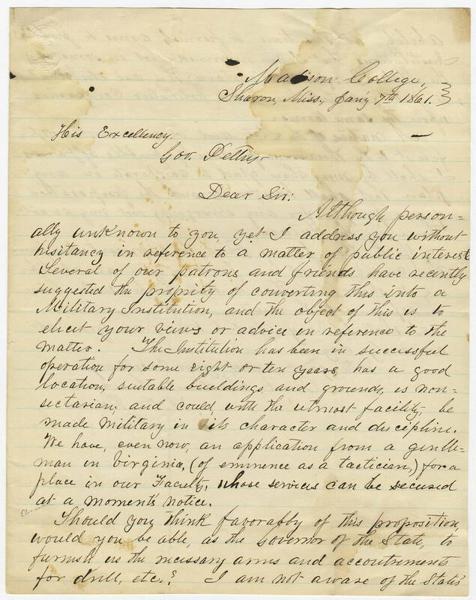 Madison College,
Sharon, Miss, Jan'y 7th 1861.
His Excellency.
Gov. Pettus.
Dear Sir:
Although person-
ally unknown to you, yet I address you without
hesitancy in reference to a matter of public interest.
Several of our patrons and friends have recently
suggested the propriety of converting this into a
Military Institution, and the object of this is to
elicit your views or advice in reference to the
matter. The Institution has been in successful
operation for some eight or ten years, has a good
location, suitable buildings and grounds, is non-
sectarian, and could, with the utmost facility, be
made military in its character and discipline.
We have, even now, an application from a gentle-
man in Virginia, (of eminence as a tactician,) for a
place in our Faculty, whose services can be secured
at a moment's notice.
Should you think favorably of this proposition,
would you be able, as the Governor of the State, to
furnish us the necessary arms and accoutrements
for drill, etc.? I am not aware of the State's